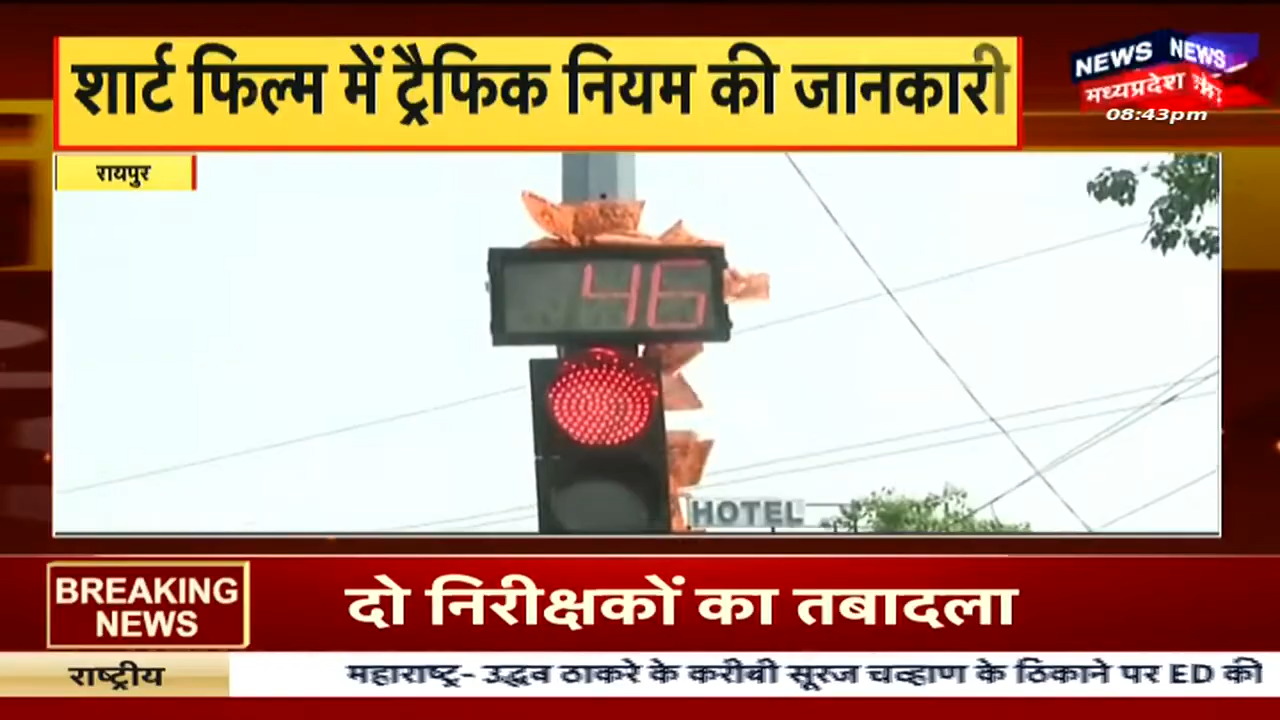 शार्ट फिल्म में ट्रैफिक नियम की जानकारी
NEWS NEWS
मध्यप्रदेश
08:43pm
रायपुर
46
HOTEL
BREAKING
NEWS
दो निरीक्षकों का तबादला
राष्ट्रीय
महाराष्ट्र- उद्धव ठाकरे के करीबी सूरज चव्हाण के ठिकाने पर ED की